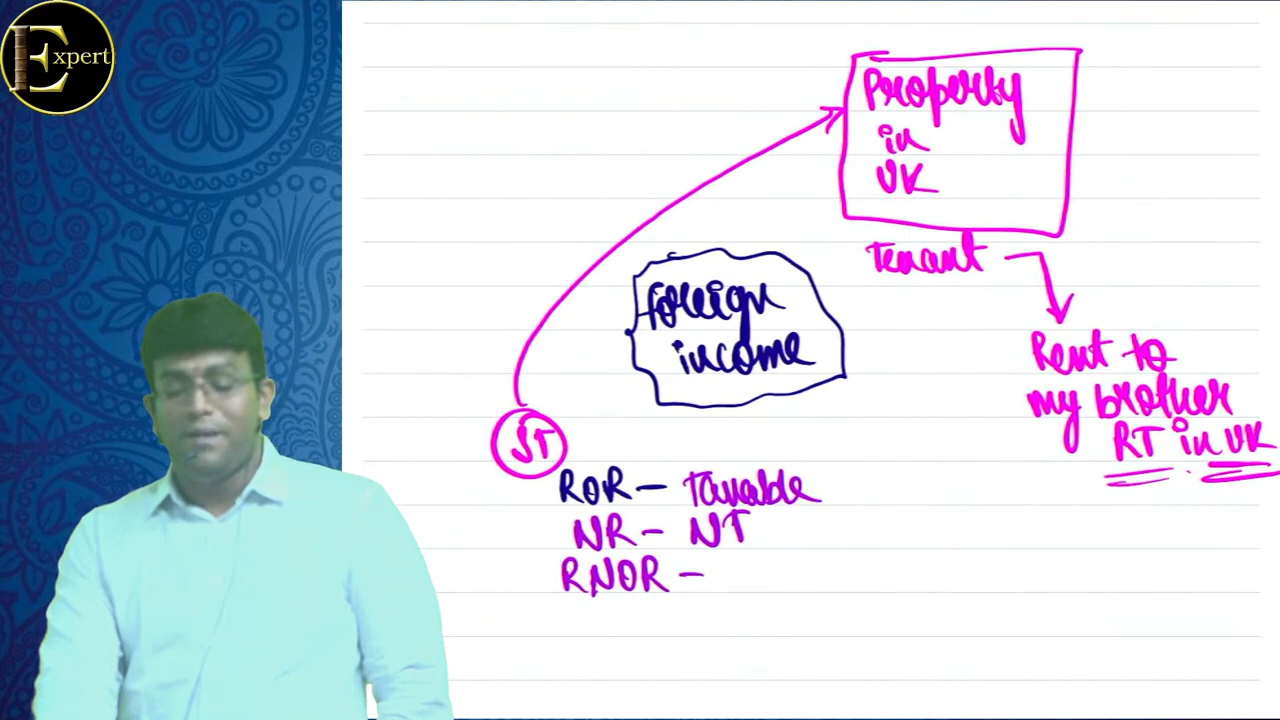 Expert
Property
in
UK
Tenant
foreign
income
Rent to
my brother
RT in UK
ST
ROR – Taxable
NR – NT
RNOR –